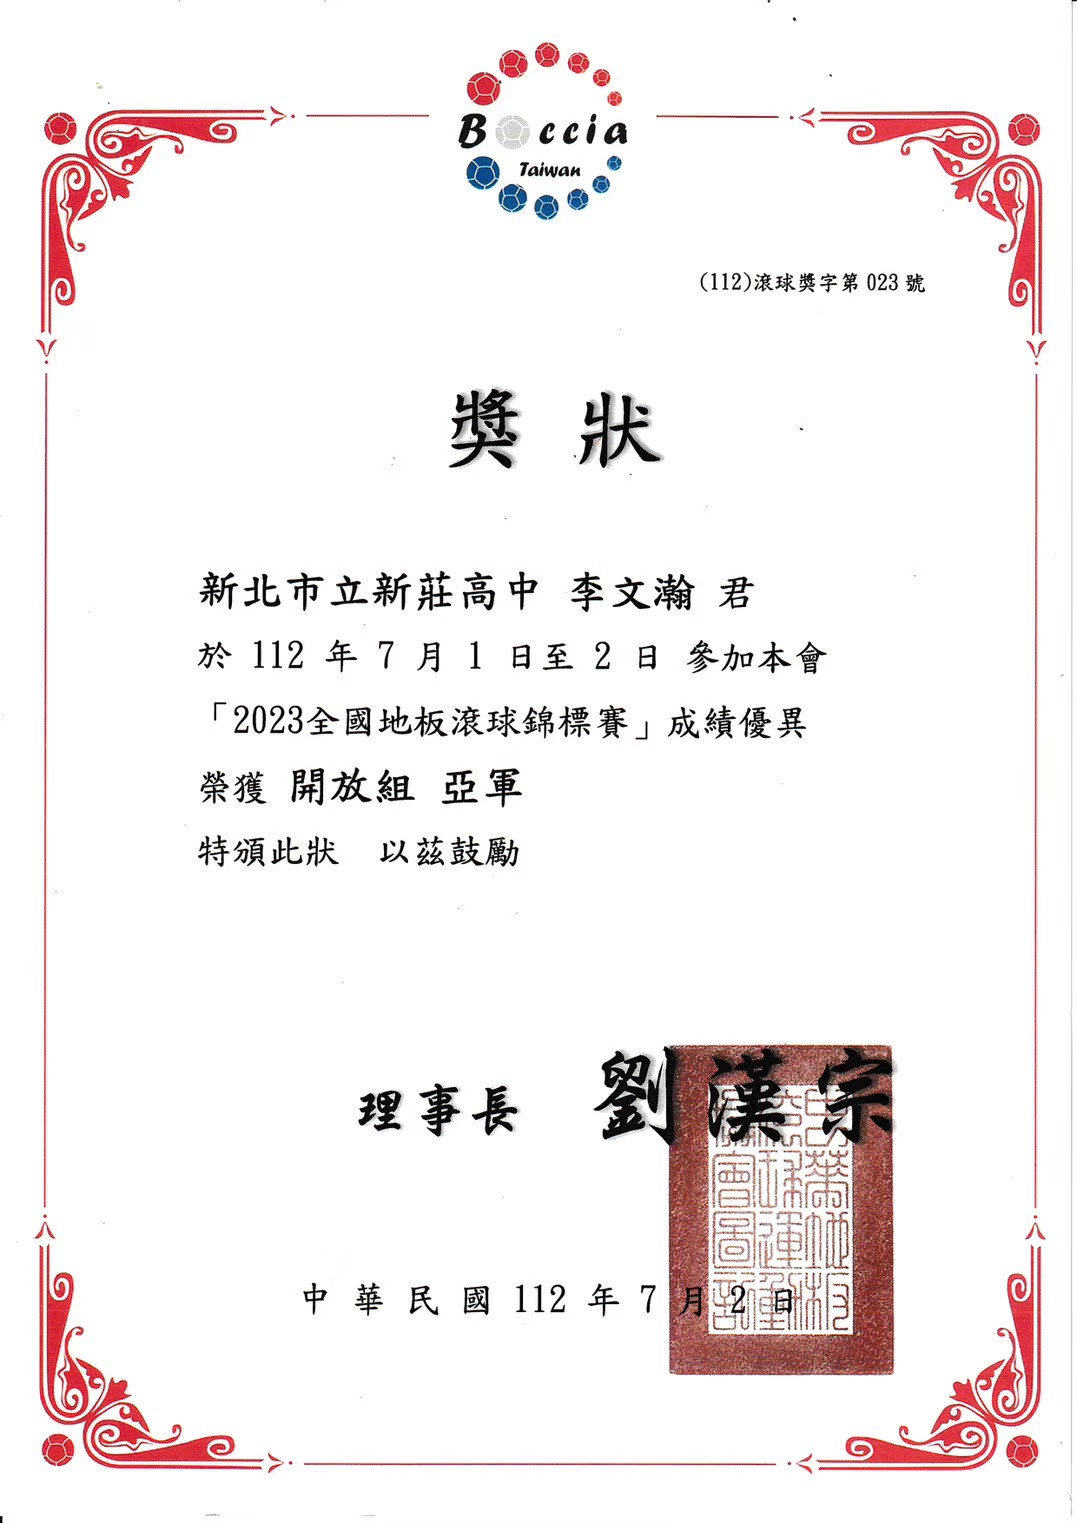 Boccia
Taiwan
(112)滾球獎字第 023 號
獎 狀
新北市立新莊高中 李文瀚 君
於 112 年 7 月 1 日至 2 日 參加本會
「2023全國地板滾球錦標賽」成績優異
榮獲 開放組 亞軍
特頒此狀 以茲鼓勵
理事長 劉漢宗
中 華 民 國 112 年 7 月 2 日